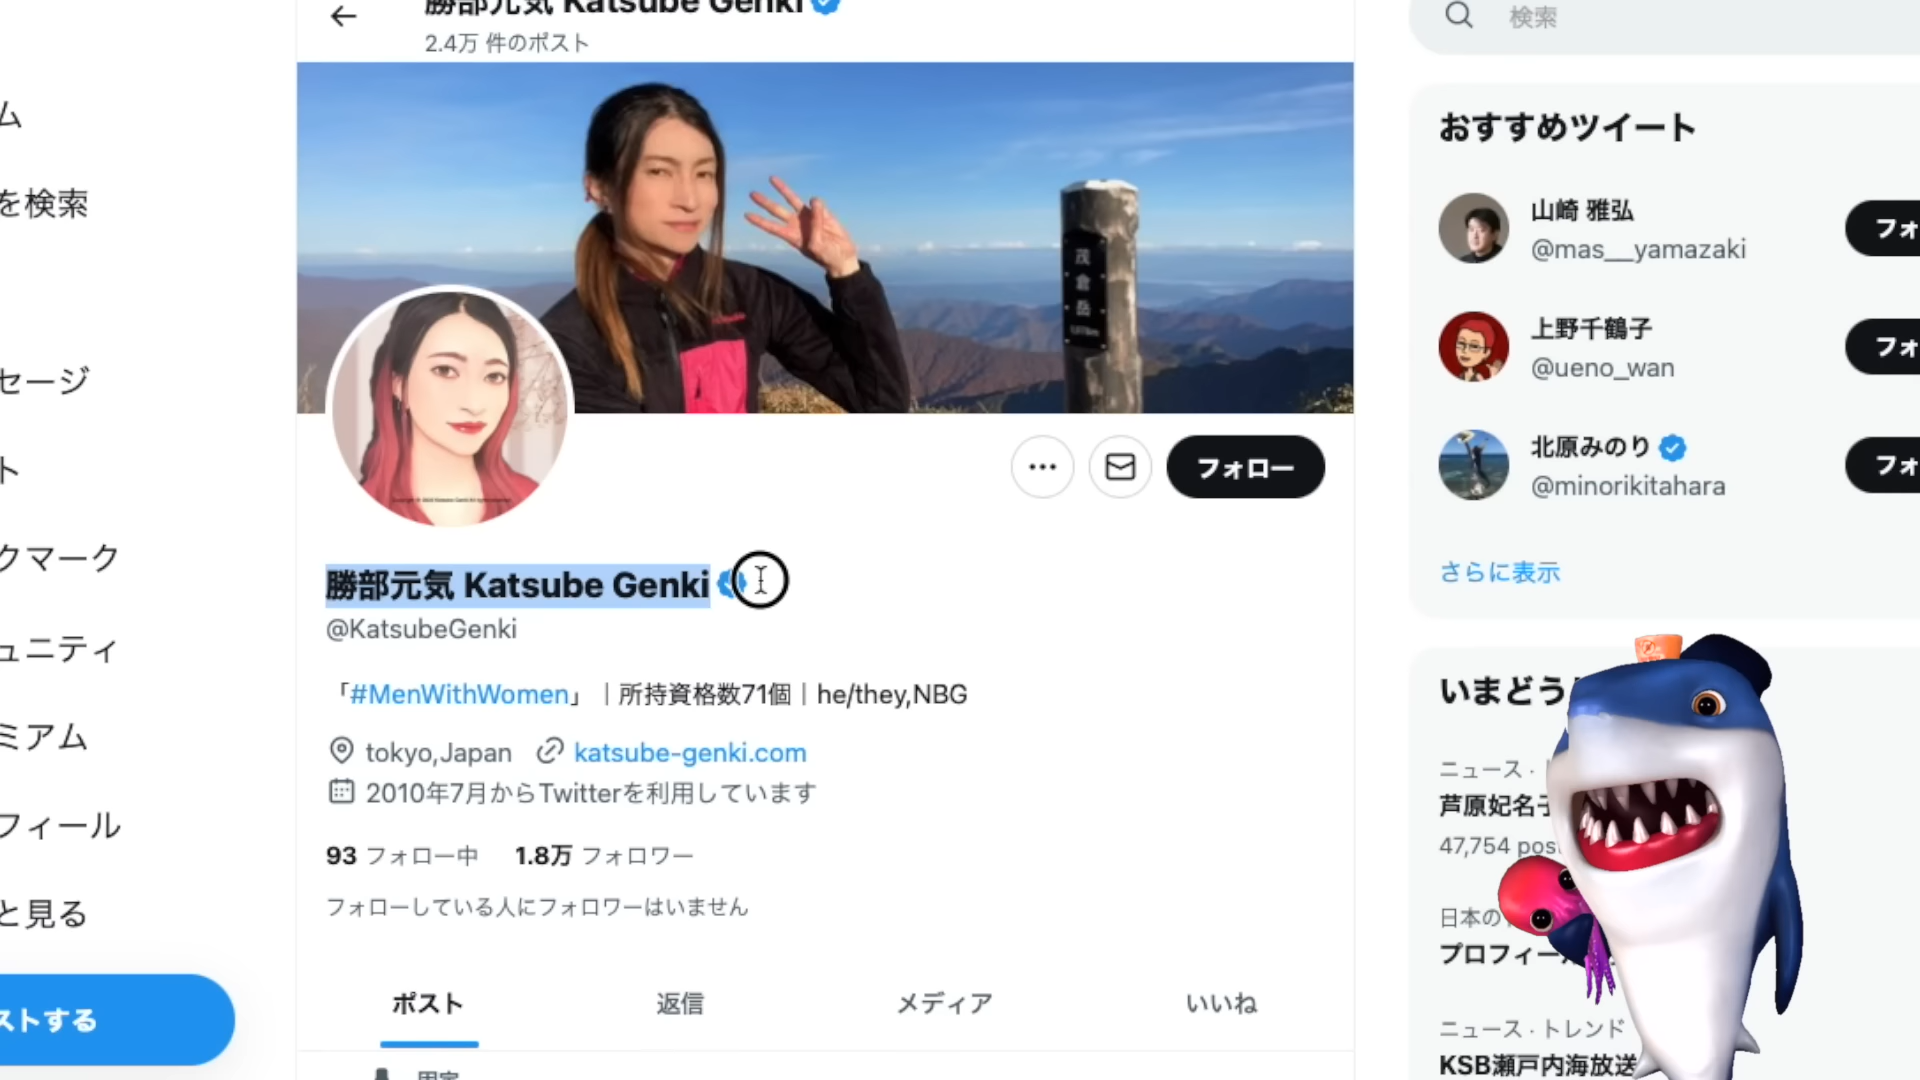 勝部元気 Katsube Genki
2.4万 件のポスト
検索
ム
を検索
セージ
ト
クマーク
ュニティ
ミアム
フィール
と見る
ストする
茂倉岳
フォロー
勝部元気 Katsube Genki
@KatsubeGenki
「#MenWithWomen」｜所持資格数71個｜he/they,NBG
tokyo,Japan katsube-genki.com
2010年7月からTwitterを利用しています
93 フォロー中 1.8万 フォロワー
フォローしている人にフォロワーはいません
ポスト 返信 メディア いいね
固定
おすすめツイート
山崎 雅弘
@mas__yamazaki
フォ
上野千鶴子
@ueno_wan
フォ
北原みのり
@minorikitahara
フォ
さらに表示
いまどう
ニュース ·
芦原妃名子
47,754 pos
日本の
プロフィー
ニュース · トレンド
KSB瀬戸内海放送